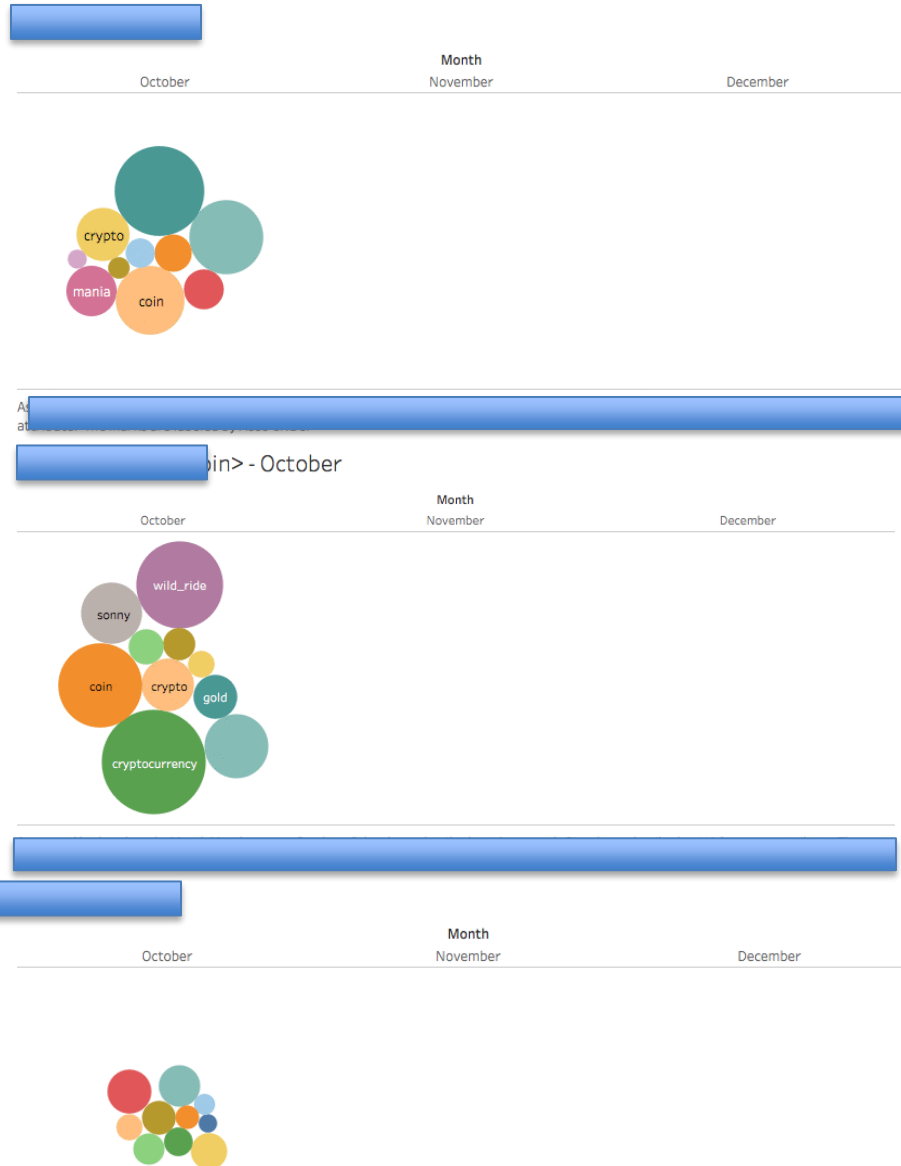 Month
October November December
crypto
mania
coin
in> - October
Month
October November December
wild_ride
sonny
coin
crypto
gold
cryptocurrency
Month
October November December